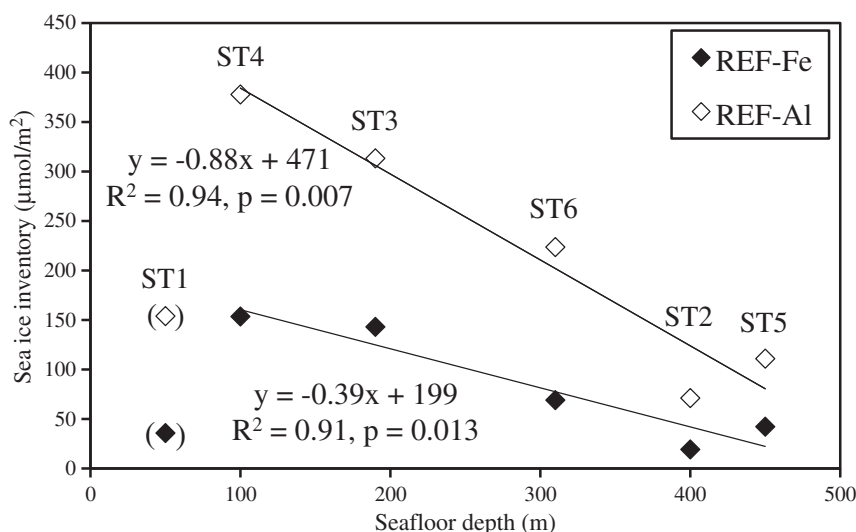 450
400
350
300
250
200
150
100
50
0
Sea ice inventory (µmol/m²)
ST4
ST3
y = -0.88x + 471
R² = 0.94, p = 0.007
ST6
ST1
ST2
ST5
( )
y = -0.39x + 199
R² = 0.91, p = 0.013
( )
REF-Fe
REF-Al
0 100 200 300 400 500
Seafloor depth (m)